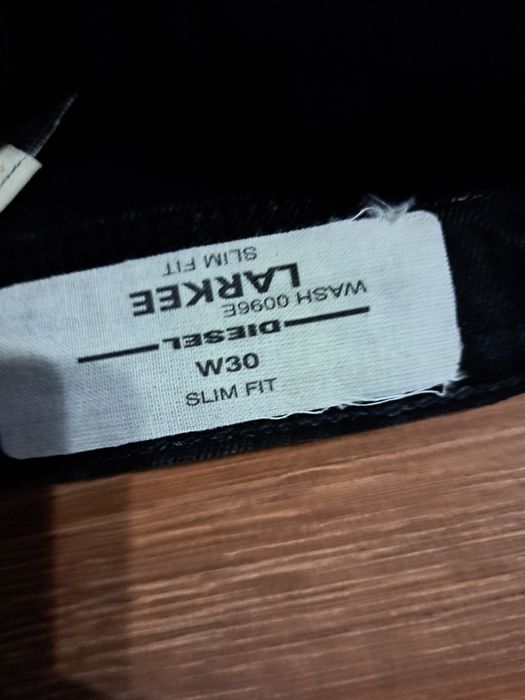 SLIM FIT
LARKEE
WASH 0096E
DIESEL
W30
SLIM FIT